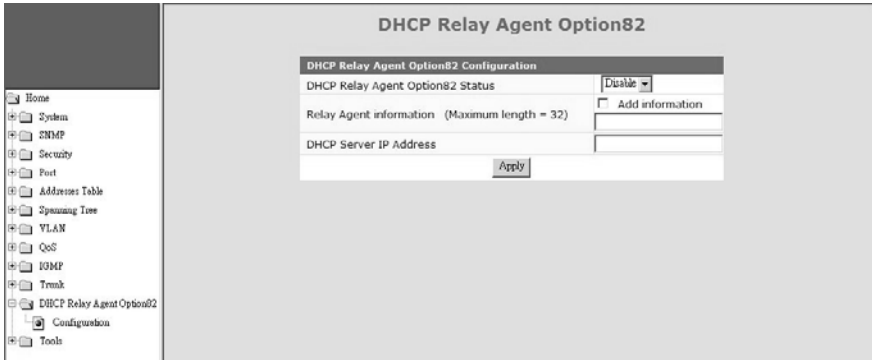 DHCP Relay Agent Option82
DHCP Relay Agent Option82 Configuration
DHCP Relay Agent Option82 Status
Disable
Relay Agent information (Maximum length = 32)
Add information
DHCP Server IP Address
Apply
Home
System
SNMP
Security
Port
Addresses Table
Spanning Tree
VLAN
QoS
IGMP
Trunk
DHCP Relay Agent Option82
Configuration
Tools